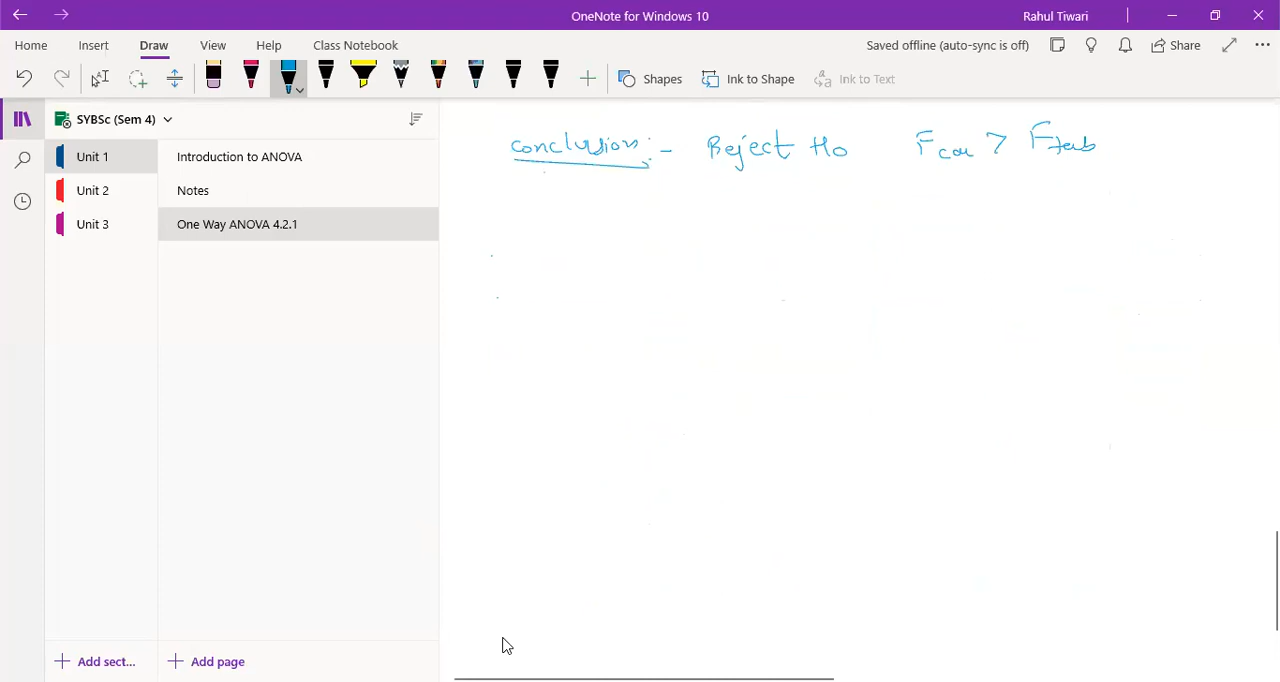 OneNote for Windows 10
Rahul Tiwari
Home Insert Draw View Help Class Notebook
Saved offline (auto-sync is off)
Share
Shapes
Ink to Shape
Ink to Text
SYBSc (Sem 4)
Unit 1
Unit 2
Unit 3
Introduction to ANOVA
Notes
One Way ANOVA 4.2.1
conclusion:- Reject Ho Fcal > Ftab
Add sect...
Add page